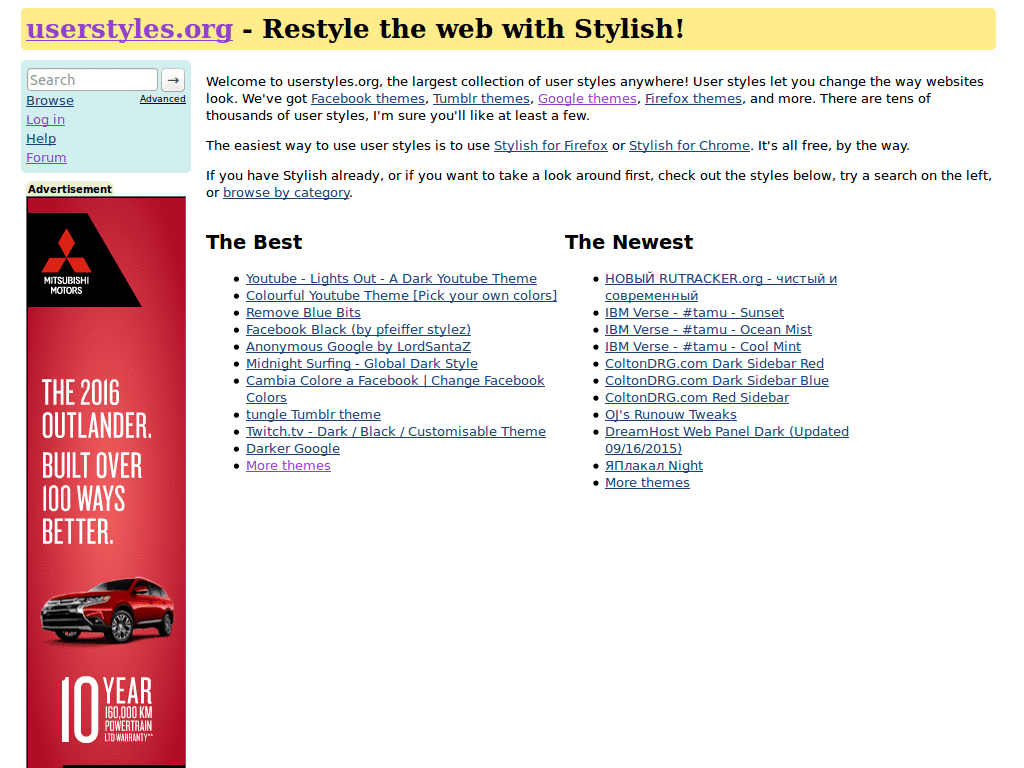 userstyles.org - Restyle the web with Stylish!
Search →
Browse Advanced
Log in
Help
Forum
Advertisement
MITSUBISHI
MOTORS
THE 2016
OUTLANDER.
BUILT OVER
100 WAYS
BETTER.
10 YEAR
160,000 KM
POWERTRAIN
LTD WARRANTY**
Welcome to userstyles.org, the largest collection of user styles anywhere! User styles let you change the way websites
look. We've got Facebook themes, Tumblr themes, Google themes, Firefox themes, and more. There are tens of
thousands of user styles, I'm sure you'll like at least a few.
The easiest way to use user styles is to use Stylish for Firefox or Stylish for Chrome. It's all free, by the way.
If you have Stylish already, or if you want to take a look around first, check out the styles below, try a search on the left,
or browse by category.
The Best
Youtube - Lights Out - A Dark Youtube Theme
Colourful Youtube Theme [Pick your own colors]
Remove Blue Bits
Facebook Black (by pfeiffer stylez)
Anonymous Google by LordSantaZ
Midnight Surfing - Global Dark Style
Cambia Colore a Facebook | Change Facebook
Colors
tungle Tumblr theme
Twitch.tv - Dark / Black / Customisable Theme
Darker Google
More themes
The Newest
НОВЫЙ RUTRACKER.org - чистый и
современный
IBM Verse - #tamu - Sunset
IBM Verse - #tamu - Ocean Mist
IBM Verse - #tamu - Cool Mint
ColtonDRG.com Dark Sidebar Red
ColtonDRG.com Dark Sidebar Blue
ColtonDRG.com Red Sidebar
OJ's Runouw Tweaks
DreamHost Web Panel Dark (Updated
09/16/2015)
ЯПлакал Night
More themes